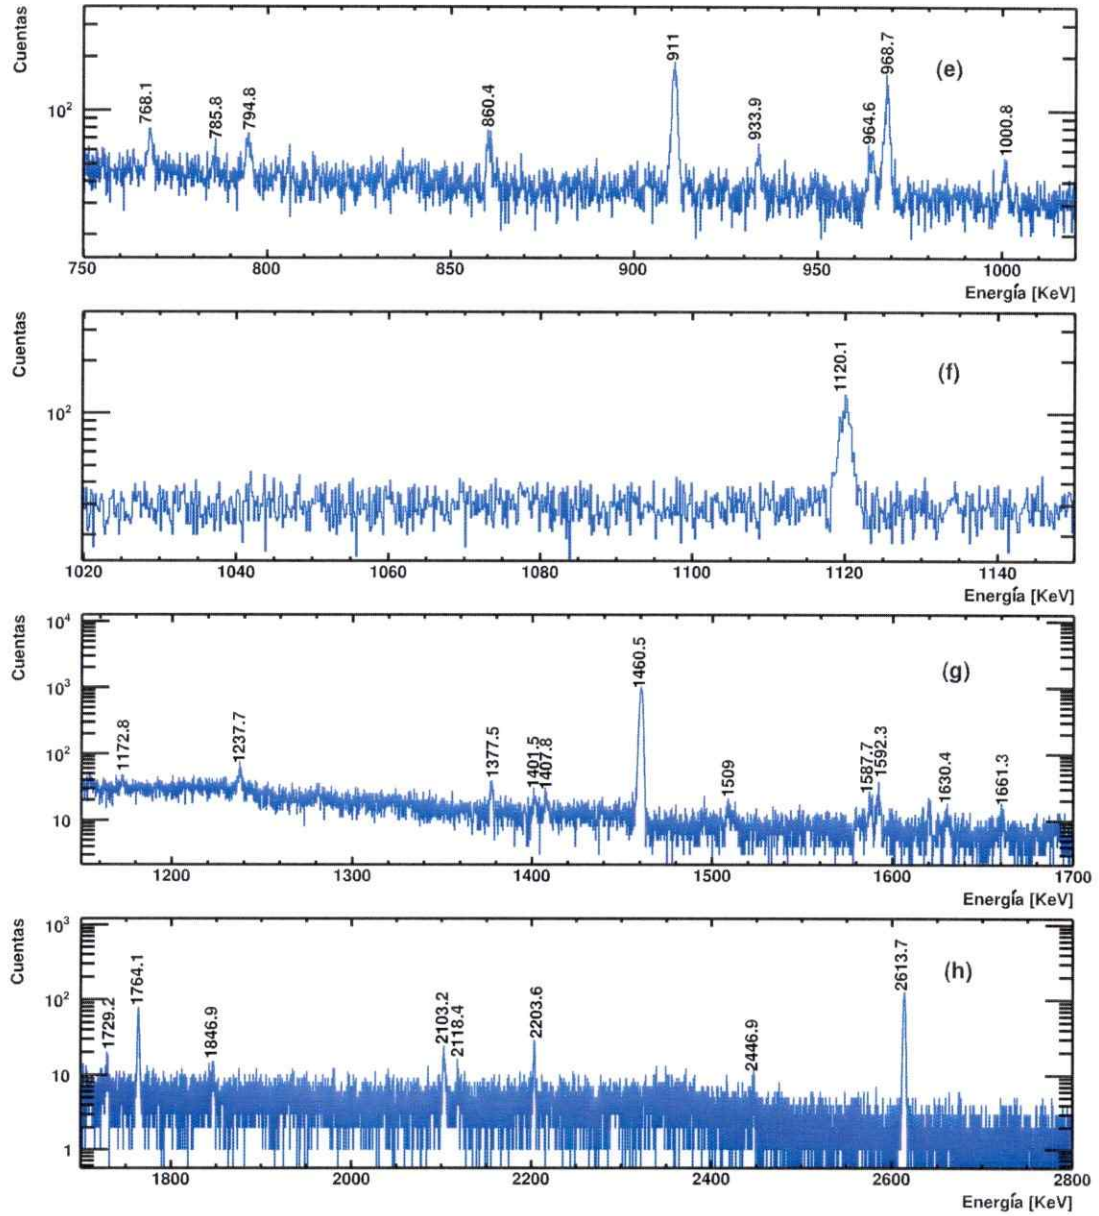 Cuentas
10²
768.1
785.8
794.8
860.4
911
933.9
964.6
968.7
1000.8
(e)
750 800 850 900 950 1000
Energía [KeV]
Cuentas
10²
1120.1
(f)
1020 1040 1060 1080 1100 1120 1140
Energía [KeV]
Cuentas
10⁴
10³
10²
10
1172.8
1237.7
1377.5
1401.5
1407.8
1460.5
1509
1587.7
1592.3
1630.4
1661.3
(g)
1200 1300 1400 1500 1600 1700
Energía [KeV]
Cuentas
10³
10²
10
1
1729.2
1764.1
1846.9
2103.2
2118.4
2203.6
2446.9
2613.7
(h)
1800 2000 2200 2400 2600 2800
Energía [KeV]